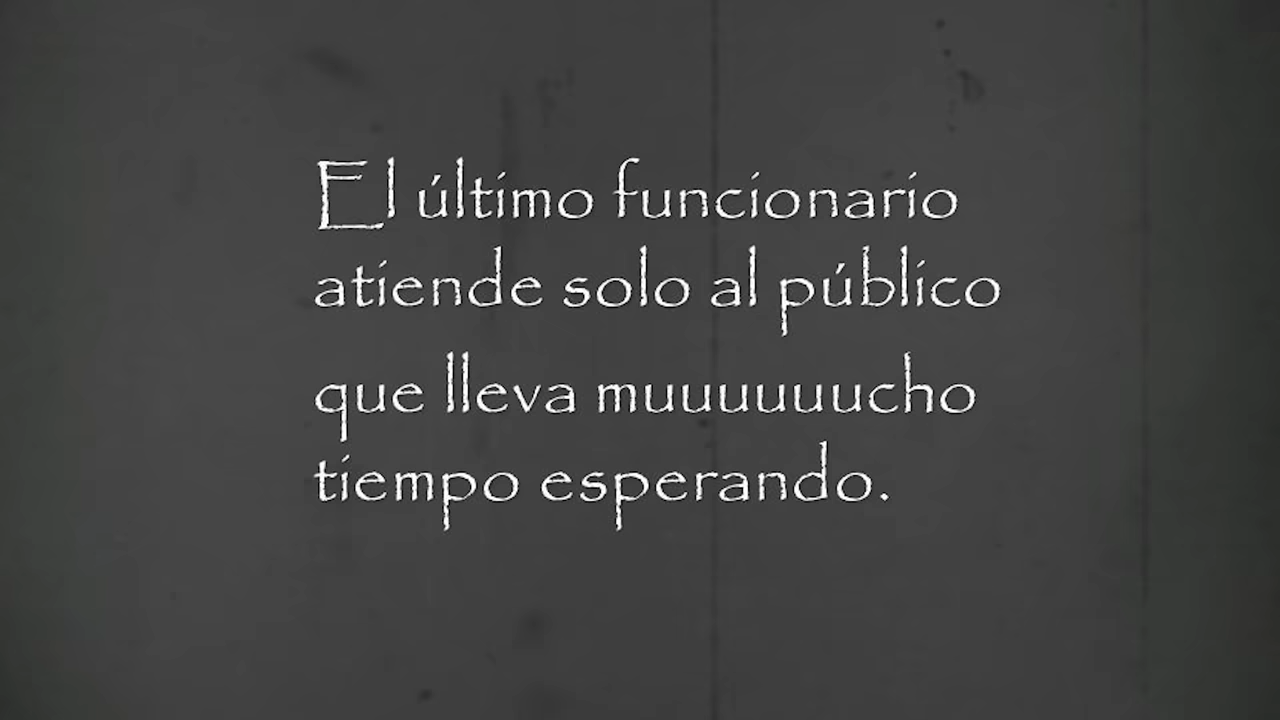 El último funcionario
atiende solo al público
que lleva muuuuuucho
tiempo esperando.